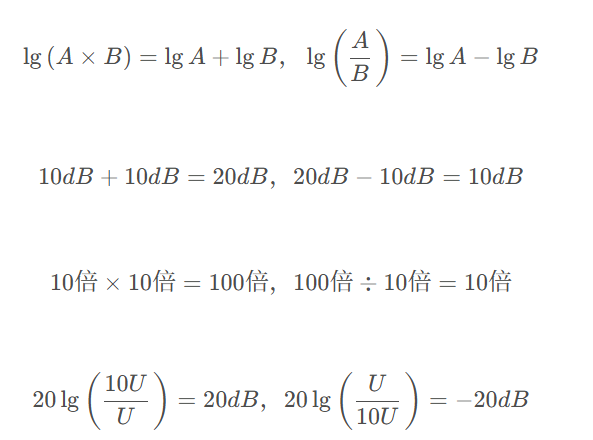 lg (A × B) = lg A + lg B, lg (A/B) = lg A − lg B
10dB + 10dB = 20dB, 20dB − 10dB = 10dB
10倍 × 10倍 = 100倍, 100倍 ÷ 10倍 = 10倍
20 lg (10U/U) = 20dB, 20 lg (U/10U) = −20dB